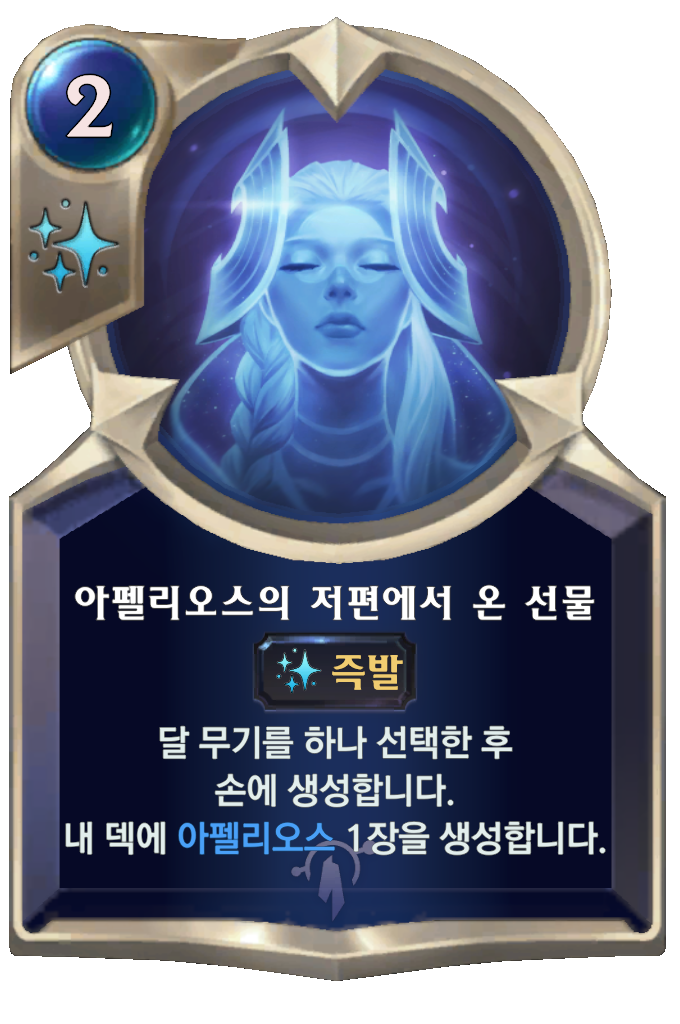 2
아펠리오스의 저편에서 온 선물
즉발
달 무기를 하나 선택한 후
손에 생성합니다.
내 덱에 아펠리오스 1장을 생성합니다.